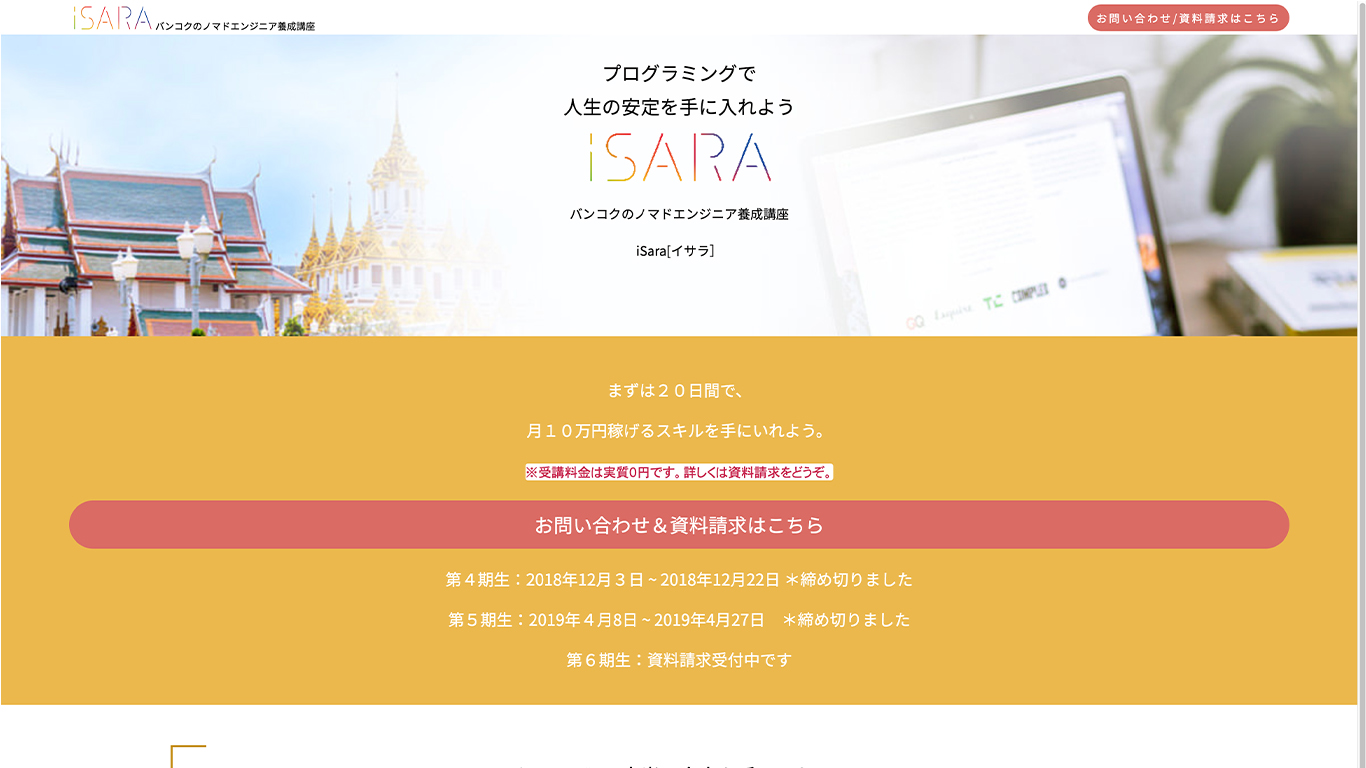 iSARA バンコクのノマドエンジニア養成講座
お問い合わせ/資料請求はこちら
プログラミングで
人生の安定を手に入れよう
iSARA
バンコクのノマドエンジニア養成講座
iSara[イサラ]
GQ Esquire TC COMPLEX
まずは２０日間で、
月１０万円稼げるスキルを手にいれよう。
※受講料金は実質0円です。詳しくは資料請求をどうぞ。
お問い合わせ＆資料請求はこちら
第４期生：2018年12月３日 ~ 2018年12月22日 ＊締め切りました
第５期生：2019年４月8日 ~ 2019年4月27日　＊締め切りました
第６期生：資料請求受付中です